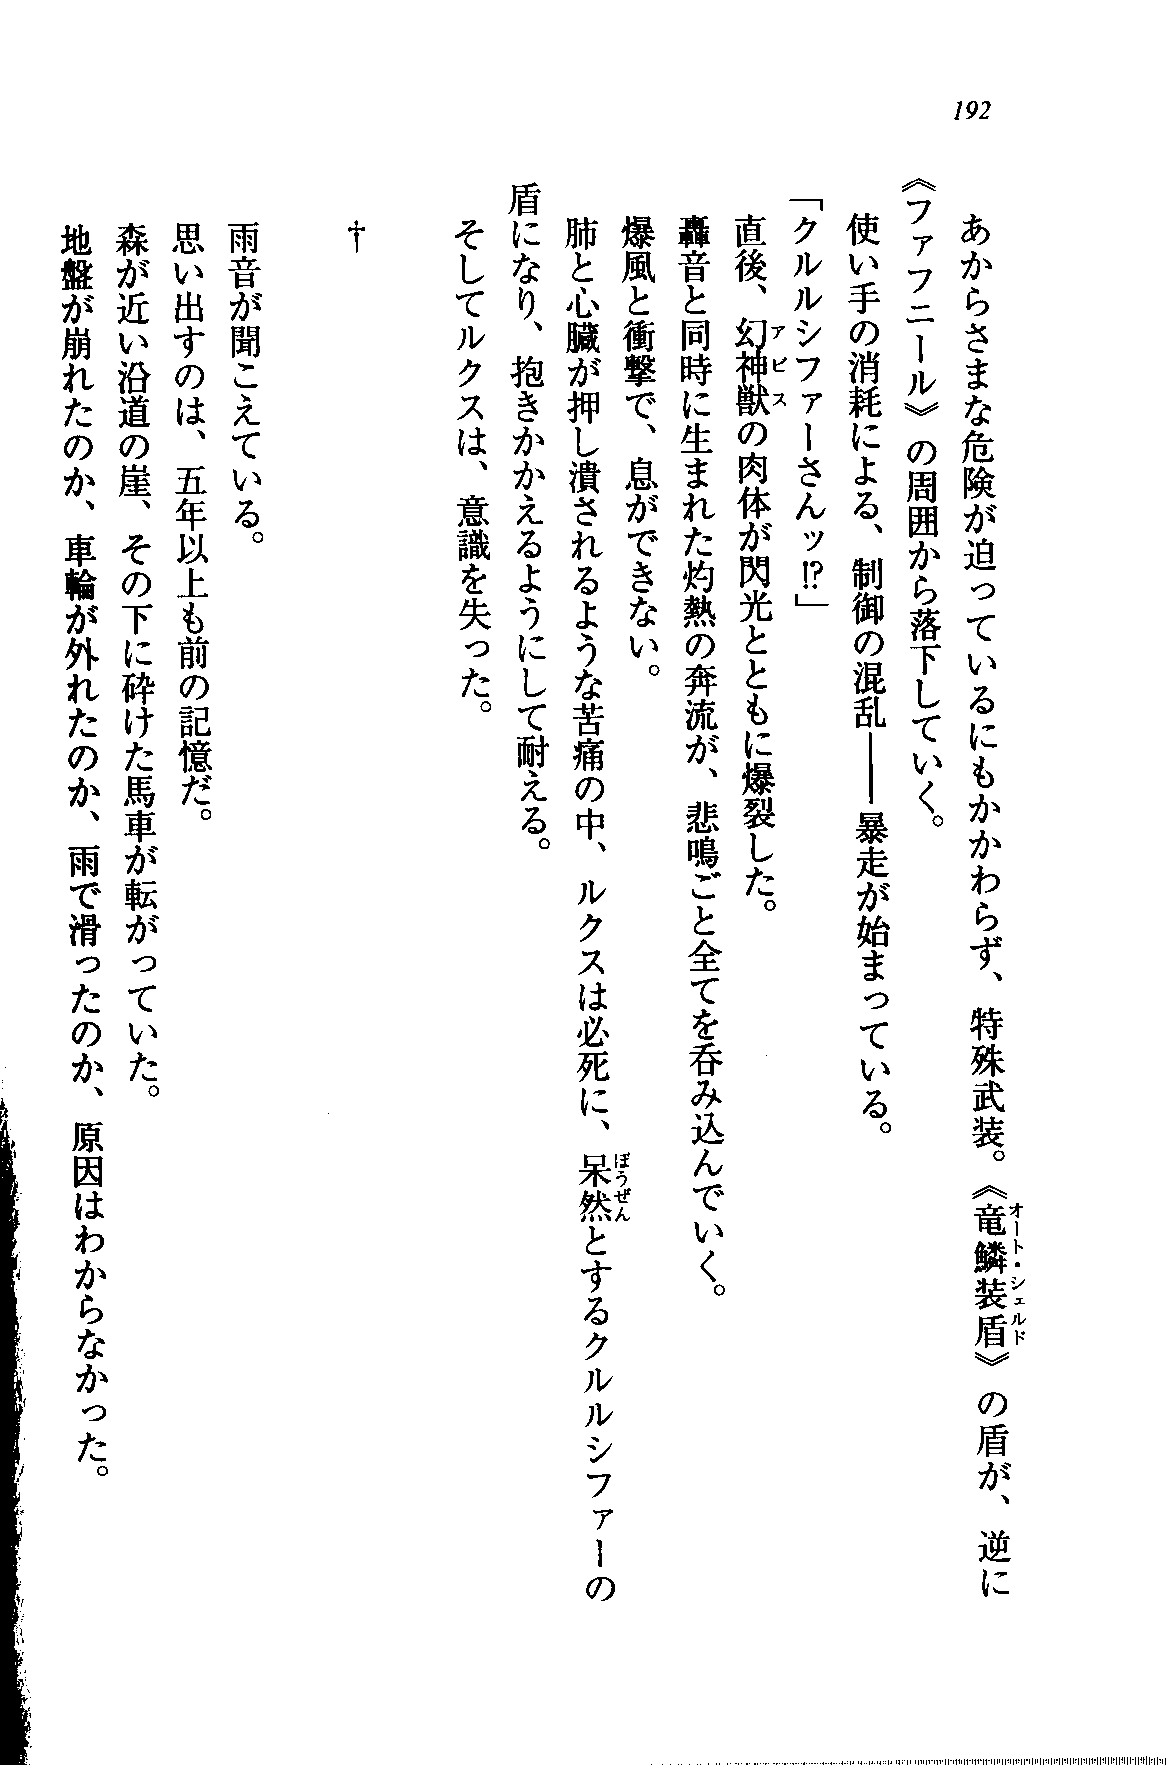 192
あからさまな危険が迫っているにもかかわらず、特殊武装。《竜鱗装盾》の盾が、逆に
オート・シェルド
《ファフニール》の周囲から落下していく。
使い手の消耗による、制御の混乱――暴走が始まっている。
「クルルシファーさんッ!?」
直後、幻神獣の肉体が閃光とともに爆裂した。
アビス
轟音と同時に生まれた灼熱の奔流が、悲鳴ごと全てを呑み込んでいく。
爆風と衝撃で、息ができない。
肺と心臓が押し潰されるような苦痛の中、ルクスは必死に、呆然とするクルルシファーの
ぼうぜん
盾になり、抱きかかえるようにして耐える。
そしてルクスは、意識を失った。
†
雨音が聞こえている。
思い出すのは、五年以上も前の記憶だ。
森が近い沿道の崖、その下に砕けた馬車が転がっていた。
地盤が崩れたのか、車輪が外れたのか、雨で滑ったのか、原因はわからなかった。